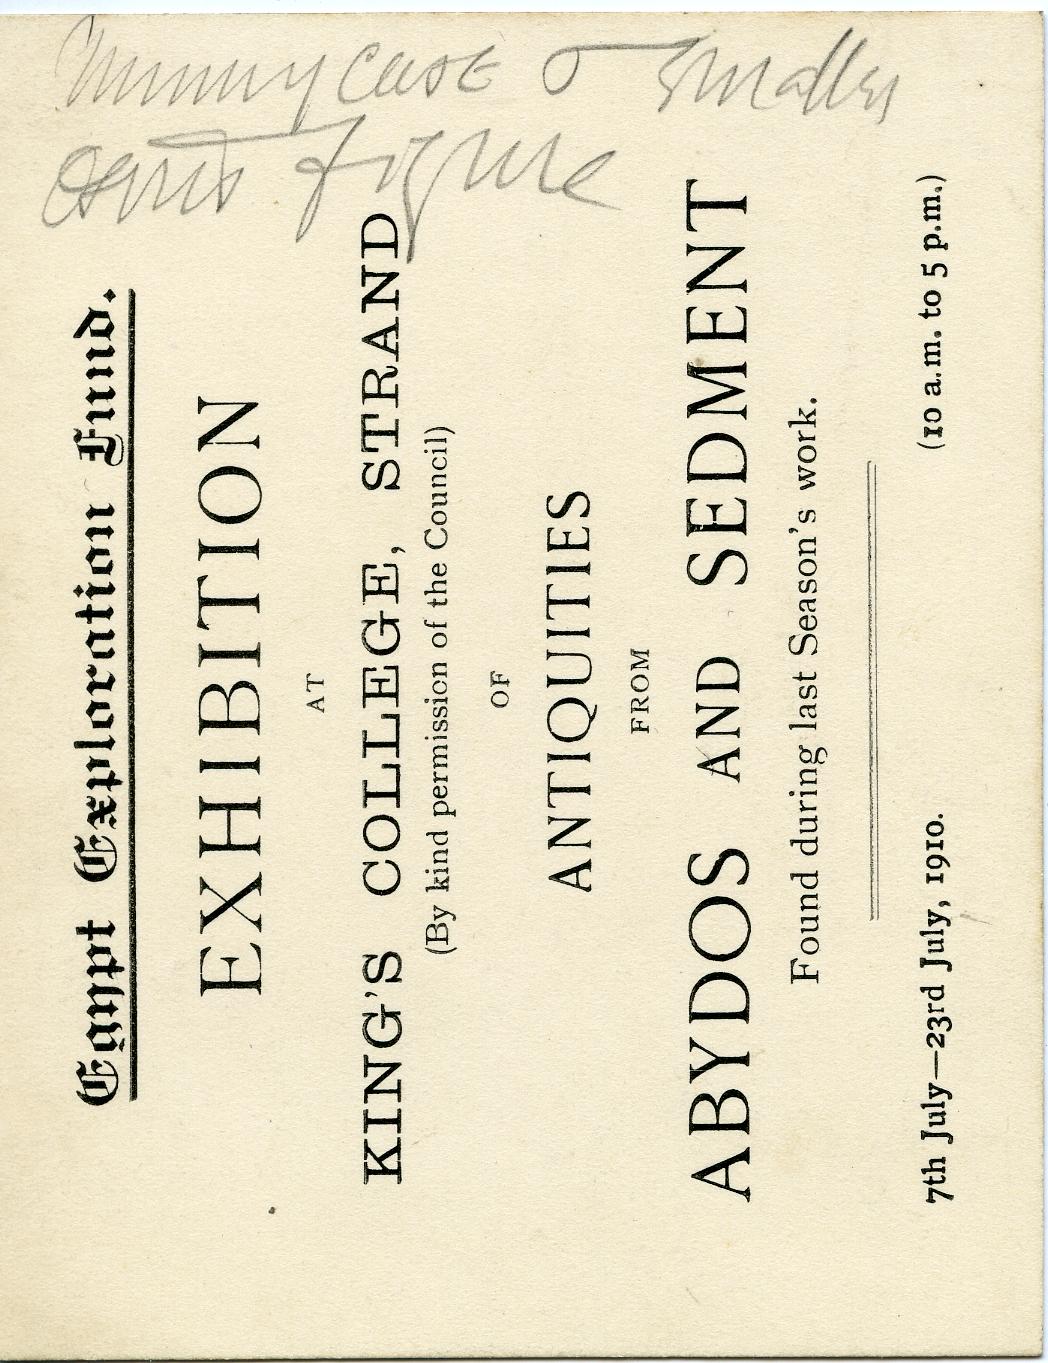 Mummy case & smaller
Osiris figure
Egypt Exploration Fund.
EXHIBITION
AT
KING'S COLLEGE, STRAND
(By kind permission of the Council)
OF
ANTIQUITIES
FROM
ABYDOS AND SEDMENT
Found during last Season's work.
7th July—23rd July, 1910. (10 a.m. to 5 p.m.)